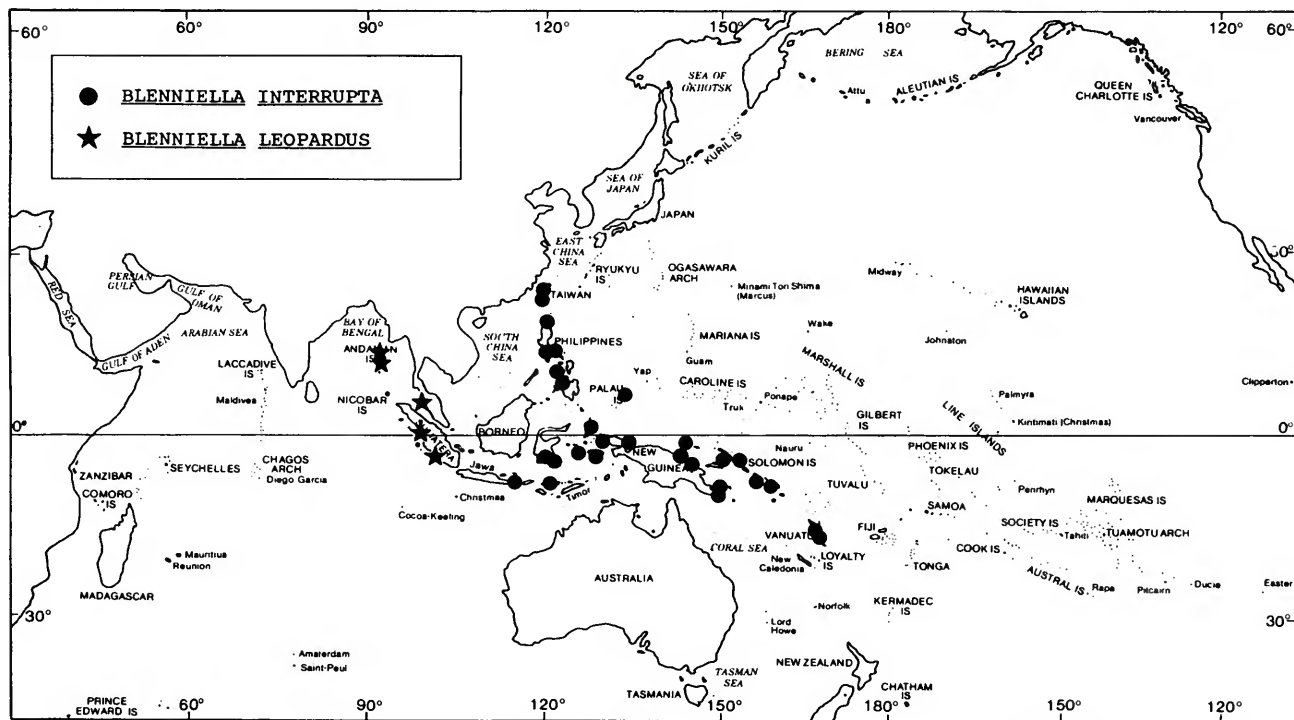 60° 90° 120° 150° 180° 150° 120° 60°
60°
BLENNIELLA INTERRUPTA
BLENNIELLA LEOPARDUS
BERING SEA
SEA OF
OKHOTSK
Attu
ALEUTIAN IS
QUEEN
CHARLOTTE IS
Vancouver
KURIL IS
SEA OF
JAPAN
JAPAN
EAST
CHINA
SEA
RYUKYU
IS
OGASAWARA
ARCH
Minami Tori Shima
(Marcus)
Midway
HAWAIIAN
ISLANDS
PERSIAN
GULF
GULF OF
OMAN
RED SEA
GULF OF ADEN
ARABIAN SEA
BAY OF
BENGAL
ANDAMAN
IS
LACCADIVE
IS
Maldives
NICOBAR
IS
TAIWAN
SOUTH
CHINA
SEA
PHILIPPINES
MARIANA IS
Guam
Wake
Johnston
MARSHALL IS
Yap
PALAU
IS
CAROLINE IS
Truk
Ponape
Palmyra
Kiritimati (Christmas)
Clipperton
LINE ISLANDS
GILBERT
IS
0°
0°
BORNEO
NEW
GUINEA
Nauru
SOLOMON IS
PHOENIX IS
TOKELAU
ZANZIBAR
SEYCHELLES
CHAGOS
ARCH
Diego Garcia
Jawa
Christmas
Timor
TUVALU
Penrhyn
MARQUESAS IS
COMORO
IS
Cocos-Keeling
SAMOA
FIJI
VANUATU
CORAL SEA
SOCIETY IS
Tahiti
TUAMOTU ARCH
COOK IS
Mauritius
Reunion
MADAGASCAR
AUSTRALIA
New
Caledonia
LOYALTY
IS
TONGA
AUSTRAL IS
Rapa
Pitcairn
Ducie
Easter
30°
30°
Norfolk
KERMADEC
IS
Lord
Howe
Amsterdam
Saint-Paul
NEW ZEALAND
TASMAN
SEA
TASMANIA
CHATHAM
IS
PRINCE
EDWARD IS
60° 90° 120° 150° 180° 150° 120°